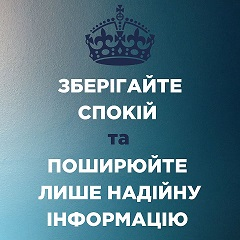 ЗБЕРІГАЙТЕ
СПОКІЙ
та
ПОШИРЮЙТЕ
ЛИШЕ НАДІЙНУ
ІНФОРМАЦІЮ